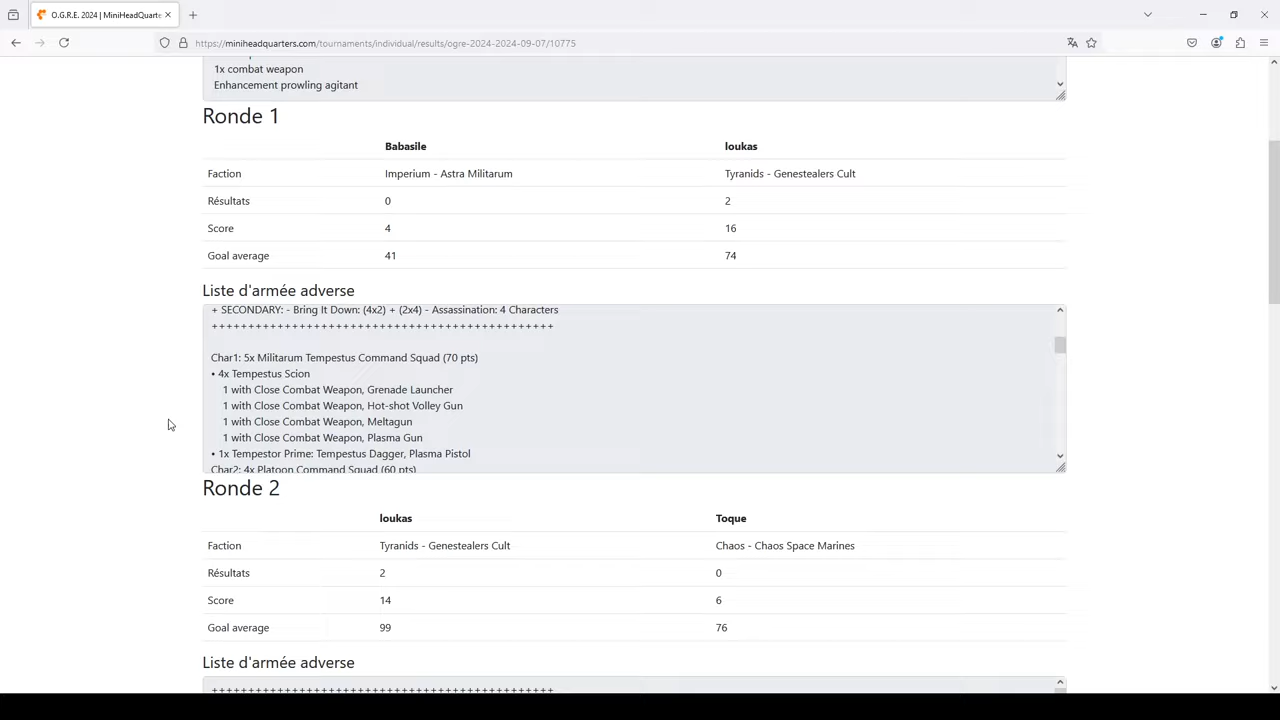 O.G.R.E. 2024 | MiniHeadQuarte
https://miniheadquarters.com/tournaments/individual/results/ogre-2024-2024-09-07/10775
1x combat weapon
Enhancement prowling agitant
Ronde 1
Babasile loukas
Faction Imperium - Astra Militarum Tyranids - Genestealers Cult
Résultats 0 2
Score 4 16
Goal average 41 74
Liste d'armée adverse
+ SECONDARY: - Bring It Down: (4x2) + (2x4) - Assassination: 4 Characters
+++++++++++++++++++++++++++++++++++++++++++++++
Char1: 5x Militarum Tempestus Command Squad (70 pts)
• 4x Tempestus Scion
1 with Close Combat Weapon, Grenade Launcher
1 with Close Combat Weapon, Hot-shot Volley Gun
1 with Close Combat Weapon, Meltagun
1 with Close Combat Weapon, Plasma Gun
• 1x Tempestor Prime: Tempestus Dagger, Plasma Pistol
Char2: 4x Platoon Command Squad (60 pts)
Ronde 2
loukas Toque
Faction Tyranids - Genestealers Cult Chaos - Chaos Space Marines
Résultats 2 0
Score 14 6
Goal average 99 76
Liste d'armée adverse
+++++++++++++++++++++++++++++++++++++++++++++++